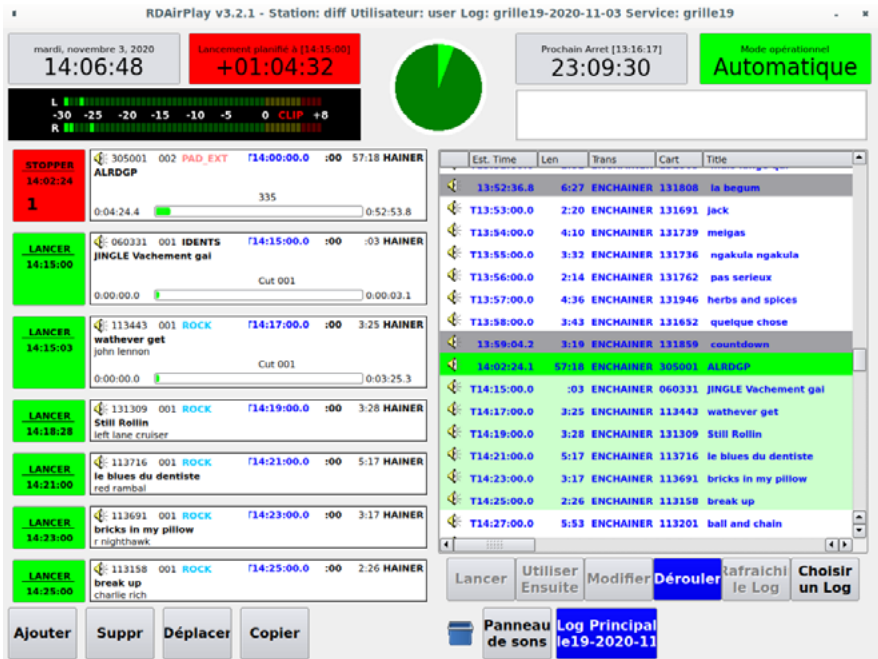 RDAirPlay v3.2.1 - Station: diff Utilisateur: user Log: grille19-2020-11-03 Service: grille19
mardi, novembre 3, 2020
14:06:48
Lancement planifié à [14:15:00]
+01:04:32
Prochain Arret [13:16:17]
23:09:30
Mode opérationnel
Automatique
L
-30 -25 -20 -15 -10 -5 0 CLIP +8
R
STOPPER
14:02:24
1
305001 002 PAD_EXT T14:00:00.0 :00 57:18 HAINER
ALRDGP
335
0:04:24.4 0:52:53.8
LANCER
14:15:00
060331 001 IDENTS T14:15:00.0 :00 :03 HAINER
JINGLE Vachement gai
Cut 001
0:00:00.0 0:00:03.1
LANCER
14:15:03
113443 001 ROCK T14:17:00.0 :00 3:25 HAINER
wathever get
john lennon
Cut 001
0:00:00.0 0:03:25.3
LANCER
14:18:28
131309 001 ROCK T14:19:00.0 :00 3:28 HAINER
Still Rollin
left lane cruiser
LANCER
14:21:00
113716 001 ROCK T14:21:00.0 :00 5:17 HAINER
le blues du dentiste
red rambal
LANCER
14:23:00
113691 001 ROCK T14:23:00.0 :00 3:17 HAINER
bricks in my pillow
r nighthawk
LANCER
14:25:00
113158 001 ROCK T14:25:00.0 :00 2:26 HAINER
break up
charlie rich
Est. Time Len Trans Cart Title
13:52:36.8 6:27 ENCHAINER 131808 la begum
T13:53:00.0 2:20 ENCHAINER 131691 jack
T13:54:00.0 4:10 ENCHAINER 131739 meigas
T13:55:00.0 3:32 ENCHAINER 131736 ngakula ngakula
T13:56:00.0 2:14 ENCHAINER 131762 pas serieux
T13:57:00.0 4:36 ENCHAINER 131946 herbs and spices
T13:58:00.0 3:43 ENCHAINER 131652 quelque chose
13:59:04.2 3:19 ENCHAINER 131859 countdown
14:02:24.1 57:18 ENCHAINER 305001 ALRDGP
T14:15:00.0 :03 ENCHAINER 060331 JINGLE Vachement gai
T14:17:00.0 3:25 ENCHAINER 113443 wathever get
T14:19:00.0 3:28 ENCHAINER 131309 Still Rollin
T14:21:00.0 5:17 ENCHAINER 113716 le blues du dentiste
T14:23:00.0 3:17 ENCHAINER 113691 bricks in my pillow
T14:25:00.0 2:26 ENCHAINER 113158 break up
T14:27:00.0 5:53 ENCHAINER 113201 ball and chain
Lancer
Utiliser
Ensuite
Modifier
Dérouler
Rafraichi
le Log
Choisir
un Log
Ajouter
Suppr
Déplacer
Copier
Panneau
de sons
Log Principal
le19-2020-11